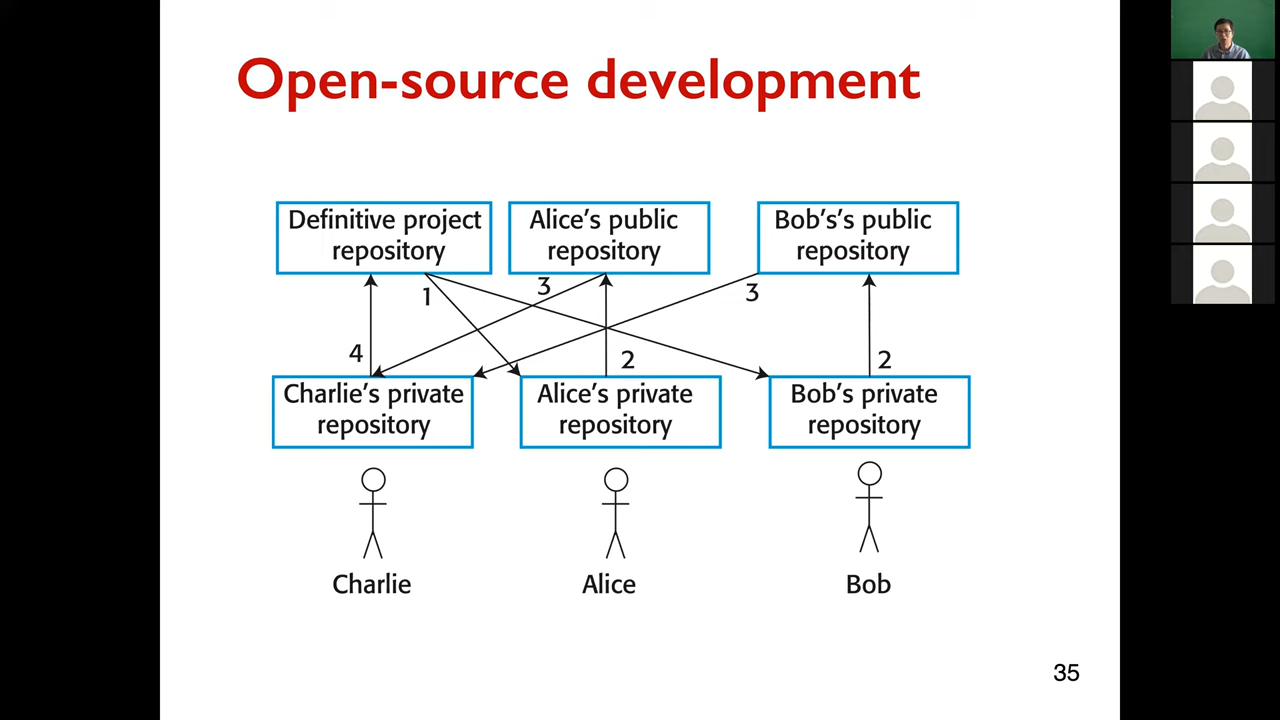 Open-source development
Definitive project
repository
Alice's public
repository
Bob's's public
repository
1
3
3
4
2
2
Charlie's private
repository
Alice's private
repository
Bob's private
repository
Charlie
Alice
Bob
35